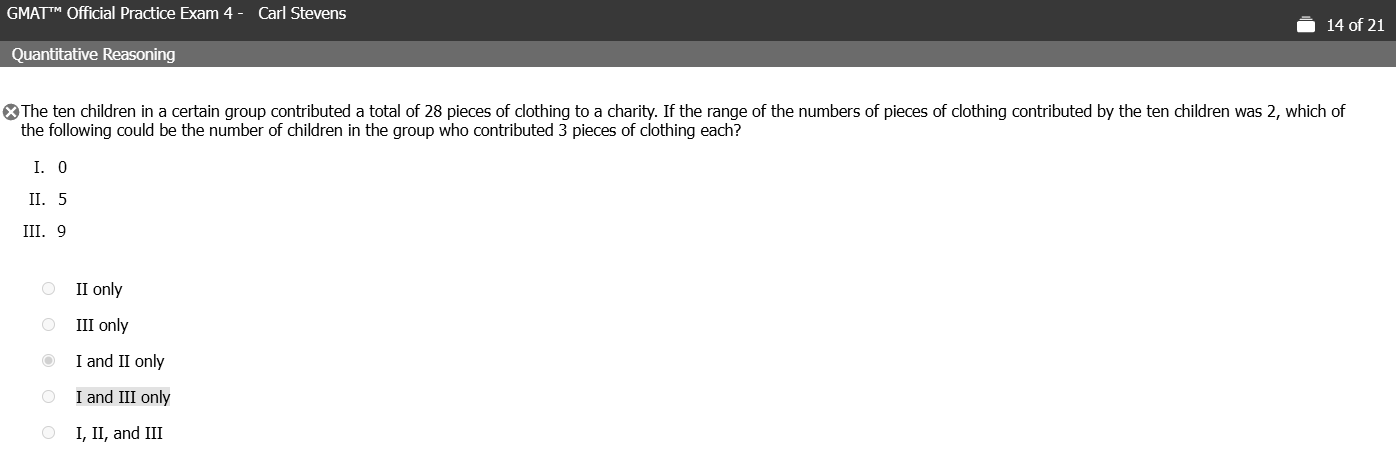 GMAT™ Official Practice Exam 4 - Carl Stevens
14 of 21
Quantitative Reasoning
The ten children in a certain group contributed a total of 28 pieces of clothing to a charity. If the range of the numbers of pieces of clothing contributed by the ten children was 2, which of
the following could be the number of children in the group who contributed 3 pieces of clothing each?
I. 0
II. 5
III. 9
II only
III only
I and II only
I and III only
I, II, and III